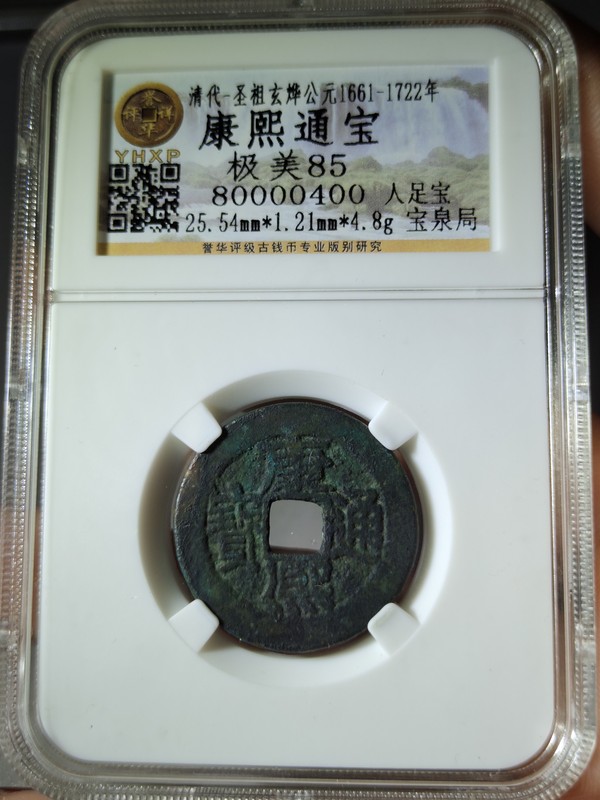 清代-圣祖玄烨公元1661-1722年
康熙通宝
极美85
80000400 人足宝
25.54mm*1.21mm*4.8g 宝泉局
誉华评级古钱币专业版别研究
YHXP
康熙通寳